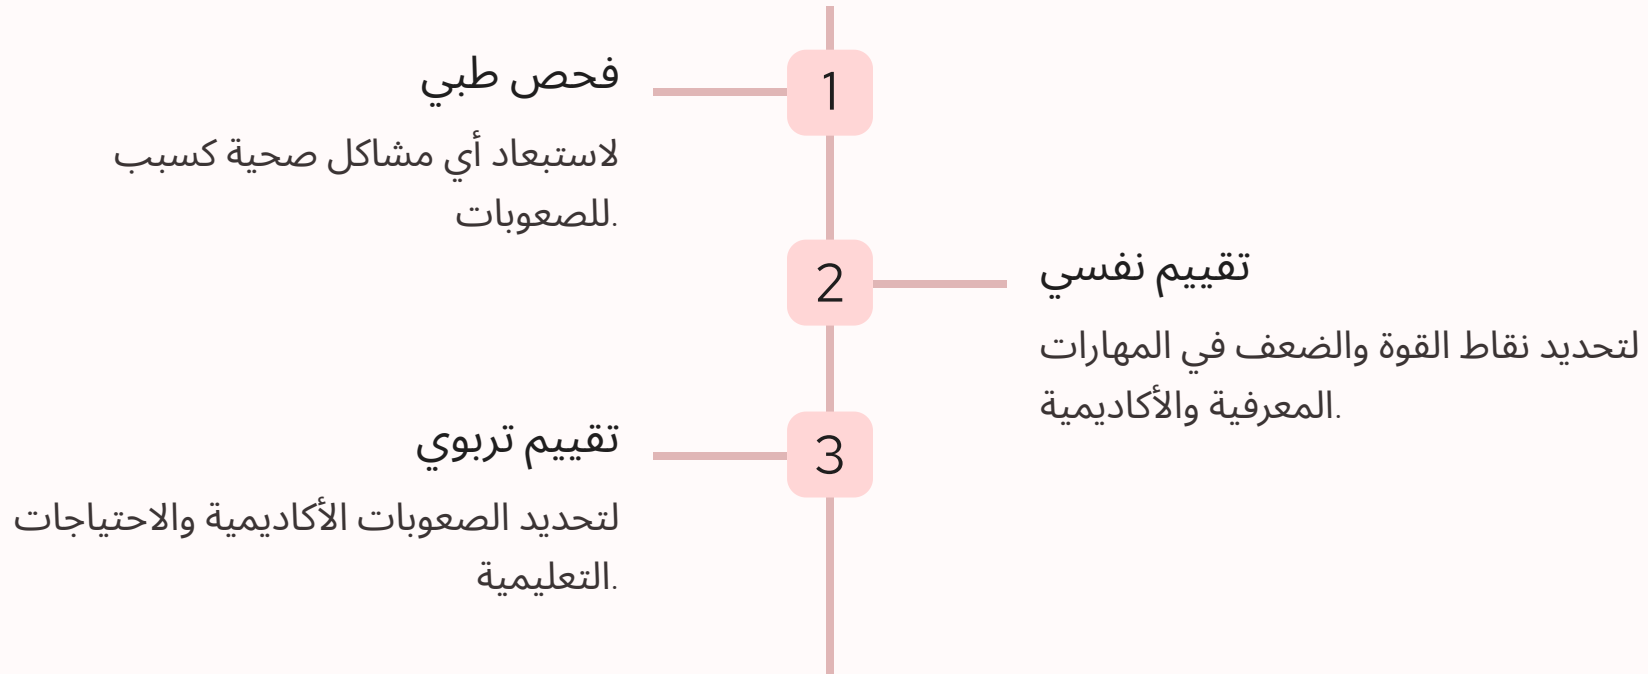 1
فحص طبي
لاستبعاد أي مشاكل صحية كسبب
للصعوبات.
2
تقييم نفسي
لتحديد نقاط القوة والضعف في المهارات
المعرفية والأكاديمية.
3
تقييم تربوي
لتحديد الصعوبات الأكاديمية والاحتياجات
التعليمية.